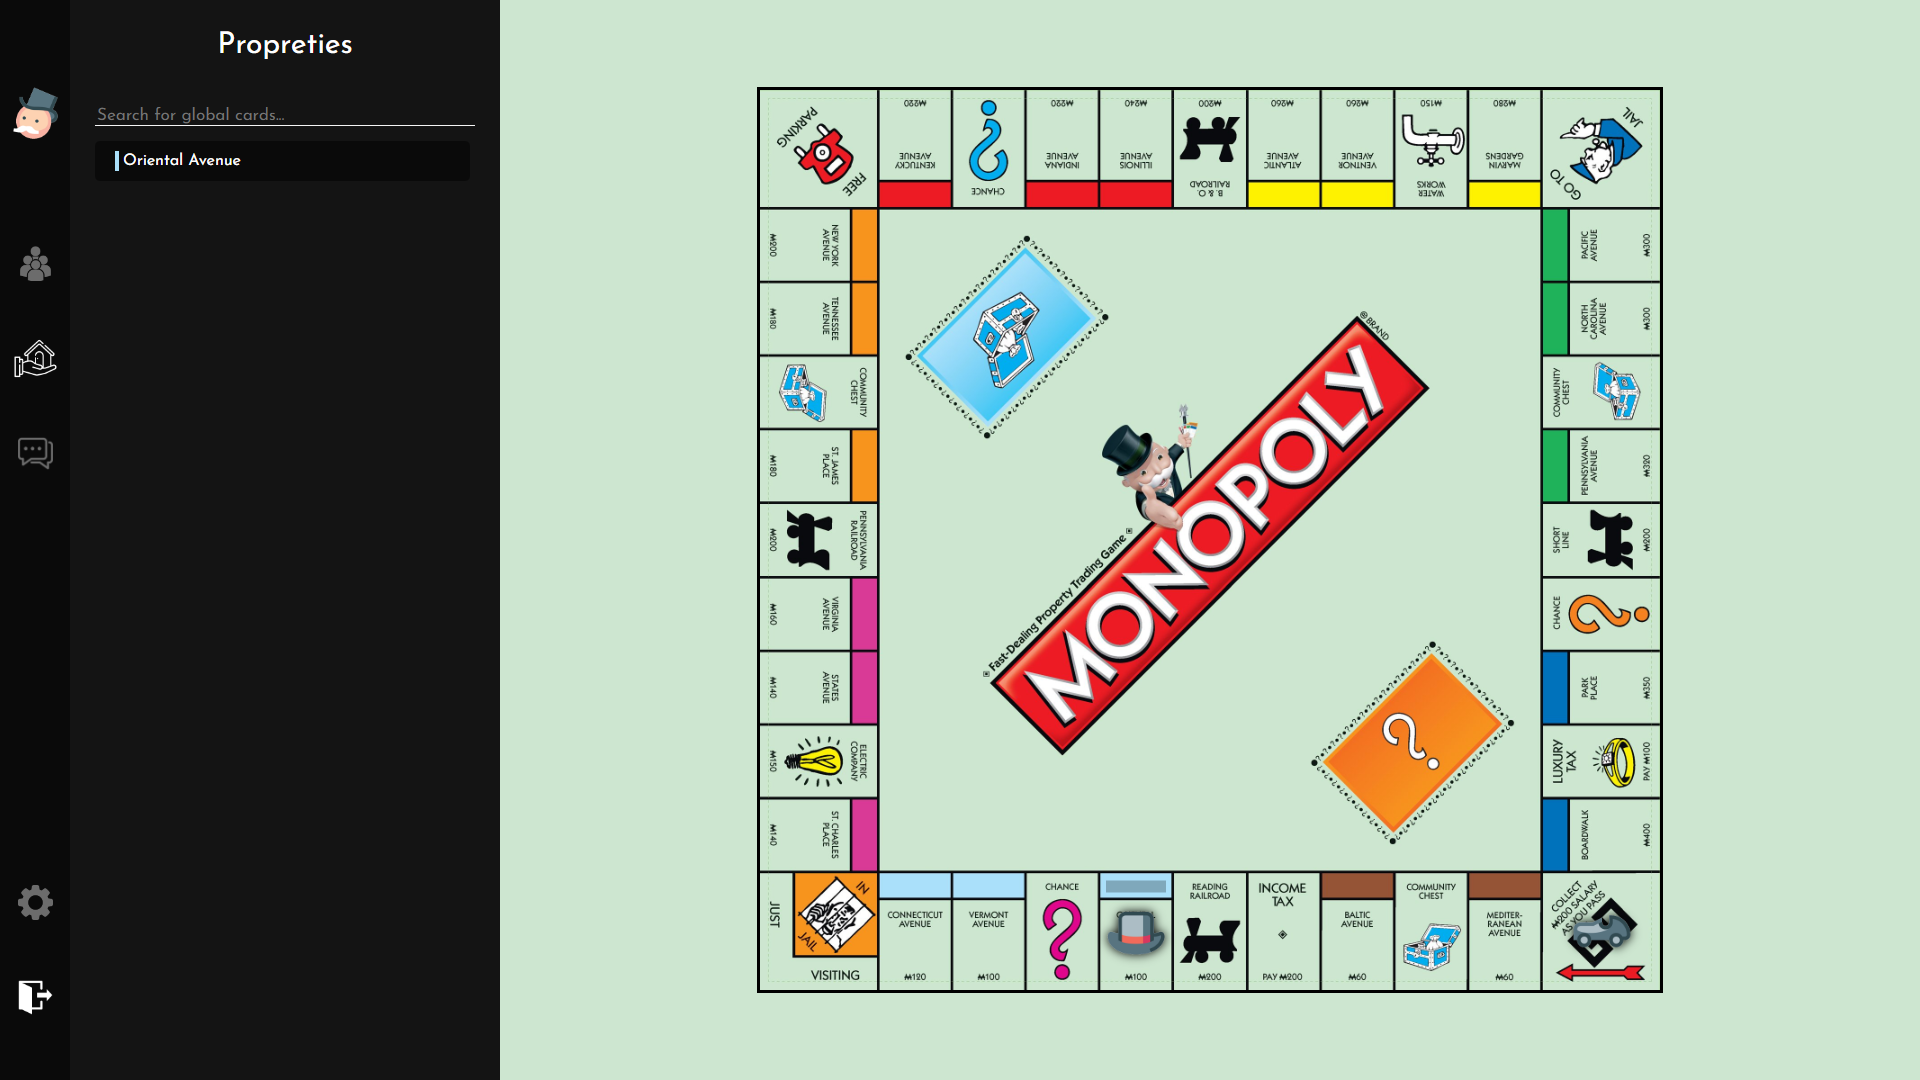 Propreties
Search for global cards...
Oriental Avenue
FREE
PARKING
₩220
KENTUCKY
AVENUE
CHANCE
₩220
INDIANA
AVENUE
₩240
ILLINOIS
AVENUE
₩200
B. & O.
RAILROAD
₩260
ATLANTIC
AVENUE
₩260
VENTNOR
AVENUE
₩150
WATER
WORKS
₩280
MARVIN
GARDENS
GO TO
JAIL
NEW YORK
AVENUE
₩200
TENNESSEE
AVENUE
₩180
COMMUNITY
CHEST
ST. JAMES
PLACE
₩180
PENNSYLVANIA
RAILROAD
₩200
VIRGINIA
AVENUE
₩160
STATES
AVENUE
₩140
ELECTRIC
COMPANY
₩150
ST. CHARLES
PLACE
₩140
PACIFIC
AVENUE
₩300
NORTH
CAROLINA
AVENUE
₩300
COMMUNITY
CHEST
PENNSYLVANIA
AVENUE
₩320
SHORT
LINE
₩200
CHANCE
PARK
PLACE
₩350
LUXURY
TAX
PAY ₩100
BOARDWALK
₩400
@BRAND
Fast-Dealing Property Trading Game
MONOPOLY
?
JUST
VISITING
IN
JAIL
CONNECTICUT
AVENUE
₩120
VERMONT
AVENUE
₩100
CHANCE
₩100
READING
RAILROAD
₩200
INCOME
TAX
PAY ₩200
BALTIC
AVENUE
₩60
COMMUNITY
CHEST
MEDITER-
RANEAN
AVENUE
₩60
COLLECT
₩200 SALARY
AS YOU PASS